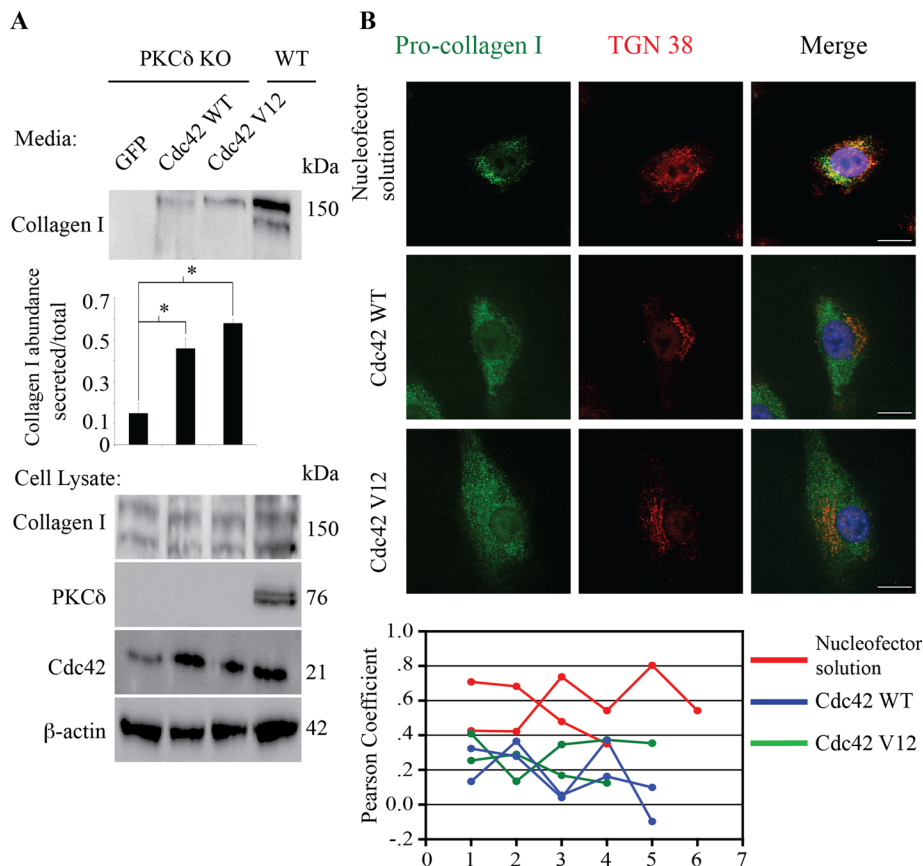 A
PKCδ KO
WT
Media:
GFP
Cdc42 WT
Cdc42 V12
kDa
Collagen I
150
*
*
Collagen I abundance
secreted/total
0.7
0.5
0.3
0.1
0
Cell Lysate:
kDa
Collagen I
150
PKCδ
76
Cdc42
21
β-actin
42
B
Pro-collagen I
TGN 38
Merge
Nucleofector
solution
Cdc42 WT
Cdc42 V12
Pearson Coefficient
1.0
.8
.6
.4
.2
0.0
-.2
0 1 2 3 4 5 6 7
Nucleofector
solution
Cdc42 WT
Cdc42 V12